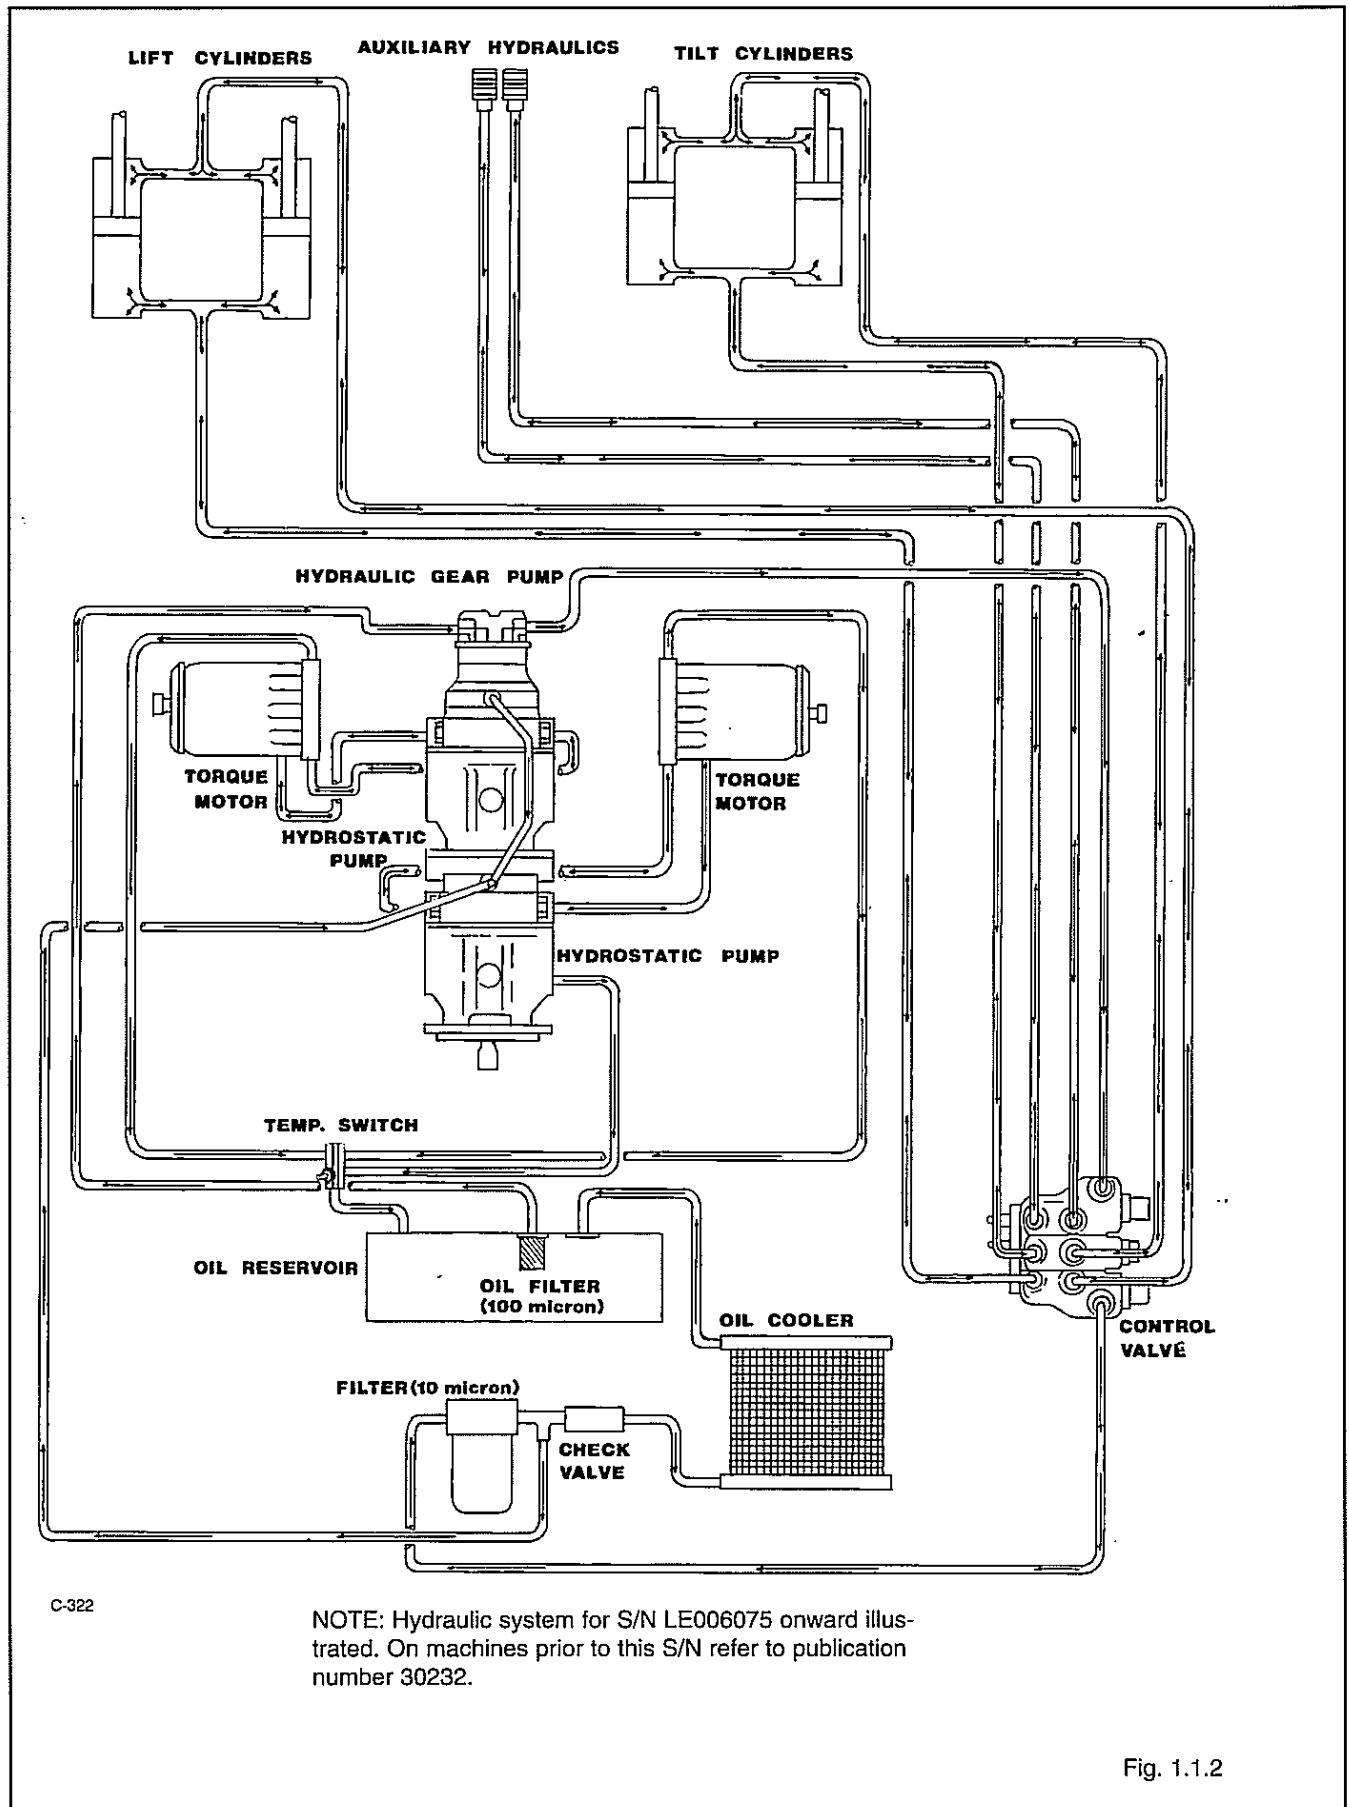 LIFT CYLINDERS
AUXILIARY HYDRAULICS
TILT CYLINDERS
HYDRAULIC GEAR PUMP
TORQUE
MOTOR
TORQUE
MOTOR
HYDROSTATIC
PUMP
HYDROSTATIC PUMP
TEMP. SWITCH
OIL RESERVOIR
OIL FILTER
(100 micron)
OIL COOLER
CONTROL
VALVE
FILTER (10 micron)
CHECK
VALVE
C-322
NOTE: Hydraulic system for S/N LE006075 onward illus-
trated. On machines prior to this S/N refer to publication
number 30232.
Fig. 1.1.2